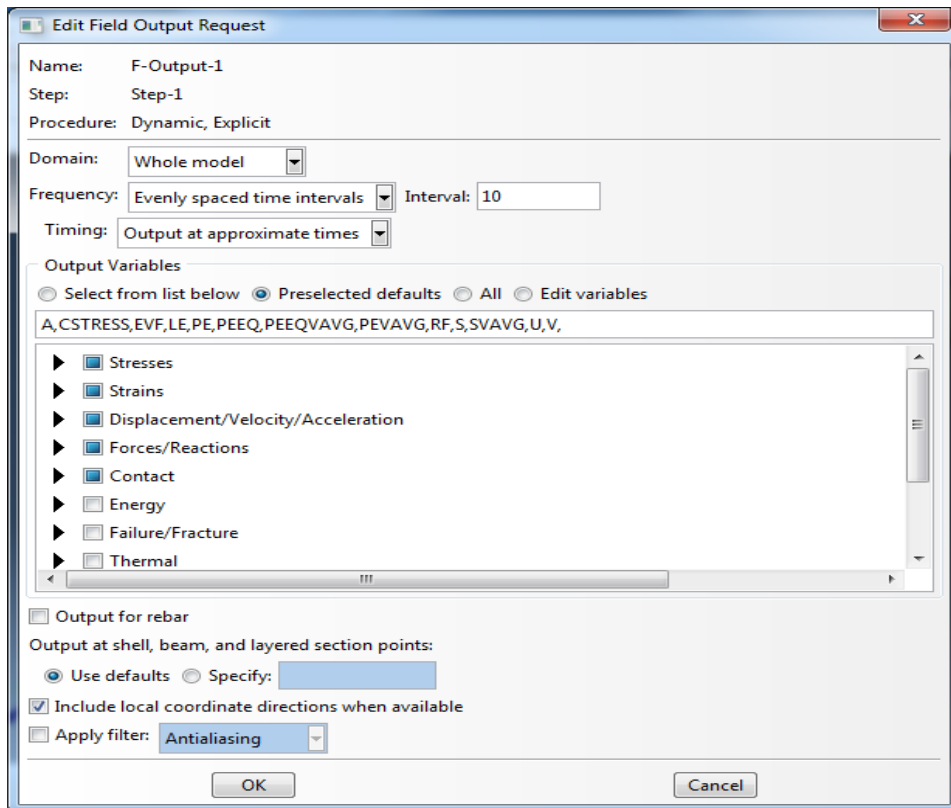 Edit Field Output Request
Name: F-Output-1
Step: Step-1
Procedure: Dynamic, Explicit
Domain: Whole model
Frequency: Evenly spaced time intervals Interval: 10
Timing: Output at approximate times
Output Variables
Select from list below Preselected defaults All Edit variables
A,CSTRESS,EVF,LE,PE,PEEQ,PEEQVAVG,PEVAVG,RF,S,SVAVG,U,V,
Stresses
Strains
Displacement/Velocity/Acceleration
Forces/Reactions
Contact
Energy
Failure/Fracture
Thermal
Output for rebar
Output at shell, beam, and layered section points:
Use defaults Specify:
Include local coordinate directions when available
Apply filter: Antialiasing
OK Cancel